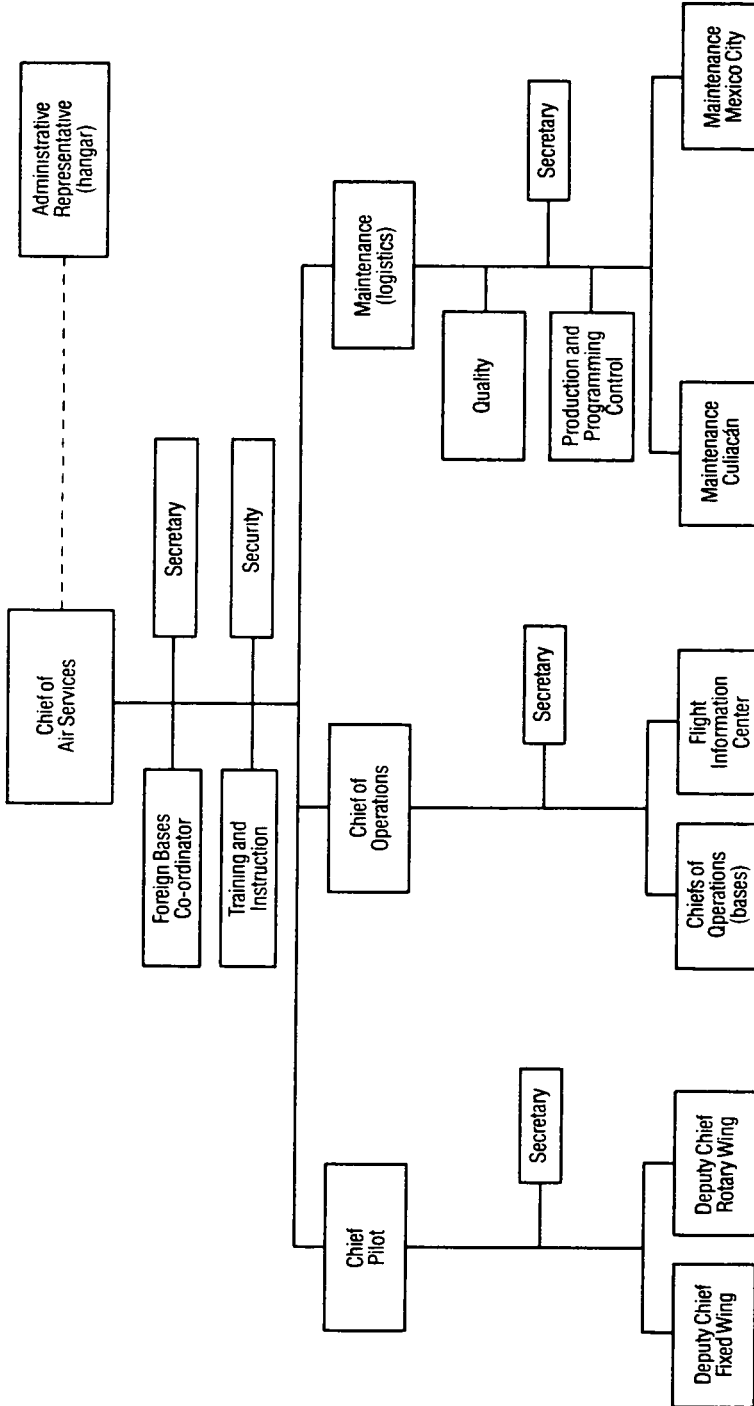 Chief of
Air Services
Administrative
Representative
(hangar)
Foreign Bases
Co-ordinator
Secretary
Training and
Instruction
Security
Chief
Pilot
Chief of
Operations
Maintenance
(logistics)
Quality
Secretary
Secretary
Secretary
Production and
Programming
Control
Deputy Chief
Fixed Wing
Deputy Chief
Rotary Wing
Chiefs of
Operations
(bases)
Flight
Information
Center
Maintenance
Culiacán
Maintenance
Mexico City